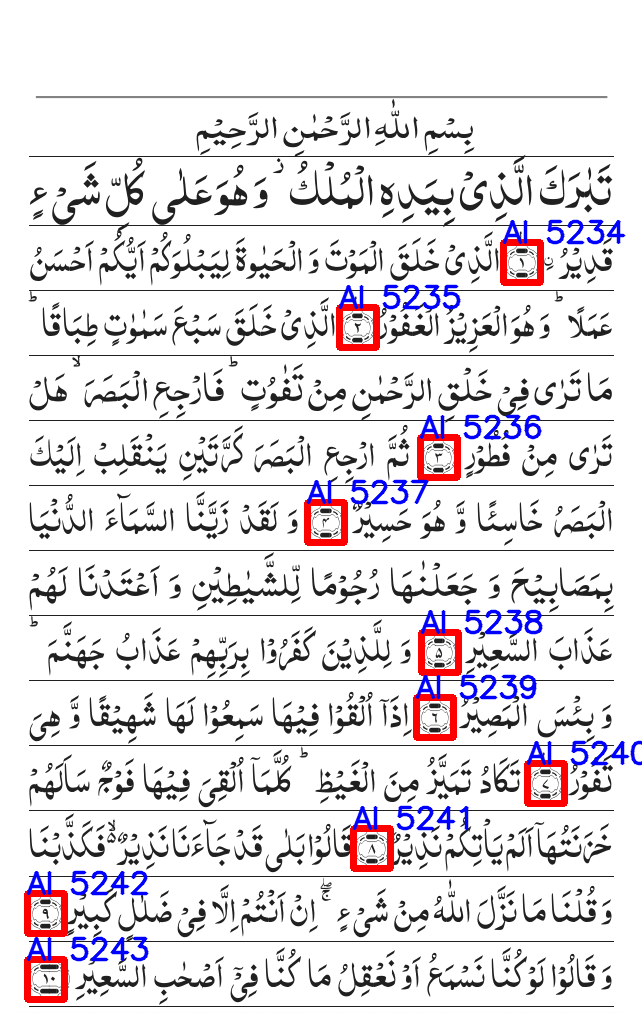 بِسْمِ اللّٰهِ الرَّحْمٰنِ الرَّحِيْمِ
تَبٰرَكَ الَّذِىْ بِيَدِهِ الْمُلْكُ ۫ وَ هُوَ عَلٰى كُلِّ شَىْءٍ
AI 5234
قَدِيْرُ ۨ ۝۱ الَّذِىْ خَلَقَ الْمَوْتَ وَ الْحَيٰوةَ لِيَبْلُوَكُمْ اَيُّكُمْ اَحْسَنُ
AI 5235
عَمَلًا ؕ وَ هُوَ الْعَزِيْزُ الْغَفُوْرُ ۝۲ الَّذِىْ خَلَقَ سَبْعَ سَمٰوٰتٍ طِبَاقًا ؕ
مَا تَرٰى فِىْ خَلْقِ الرَّحْمٰنِ مِنْ تَفٰوُتٍ ؕ فَارْجِعِ الْبَصَرَ ۙ هَلْ
AI 5236
تَرٰى مِنْ فُطُوْرٍ ۝۳ ثُمَّ ارْجِعِ الْبَصَرَ كَرَّتَيْنِ يَنْقَلِبْ اِلَيْكَ
AI 5237
الْبَصَرُ خَاسِئًا وَّ هُوَ حَسِيْرٌ ۝۴ وَ لَقَدْ زَيَّنَّا السَّمَآءَ الدُّنْيَا
بِمَصَابِيْحَ وَ جَعَلْنٰهَا رُجُوْمًا لِّلشَّيٰطِيْنِ وَ اَعْتَدْنَا لَهُمْ
AI 5238
عَذَابَ السَّعِيْرِ ۝۵ وَ لِلَّذِيْنَ كَفَرُوْا بِرَبِّهِمْ عَذَابُ جَهَنَّمَ ؕ
AI 5239
وَ بِئْسَ الْمَصِيْرُ ۝۶ اِذَاۤ اُلْقُوْا فِيْهَا سَمِعُوْا لَهَا شَهِيْقًا وَّ هِىَ
AI 5240
تَفُوْرُ ۝۷ تَكَادُ تَمَيَّزُ مِنَ الْغَيْظِ ؕ كُلَّمَاۤ اُلْقِىَ فِيْهَا فَوْجٌ سَاَلَهُمْ
AI 5241
خَزَنَتُهَاۤ اَلَمْ يَاْتِكُمْ نَذِيْرٌ ۝۸ قَالُوْا بَلٰى قَدْ جَآءَنَا نَذِيْرٌ ۙ۬ فَكَذَّبْنَا
AI 5242
وَ قُلْنَا مَا نَزَّلَ اللّٰهُ مِنْ شَىْءٍ ۚۖ اِنْ اَنْتُمْ اِلَّا فِىْ ضَلٰلٍ كَبِيْرٍ ۝۹
AI 5243
وَ قَالُوْا لَوْ كُنَّا نَسْمَعُ اَوْ نَعْقِلُ مَا كُنَّا فِىْۤ اَصْحٰبِ السَّعِيْرِ ۝۱۰